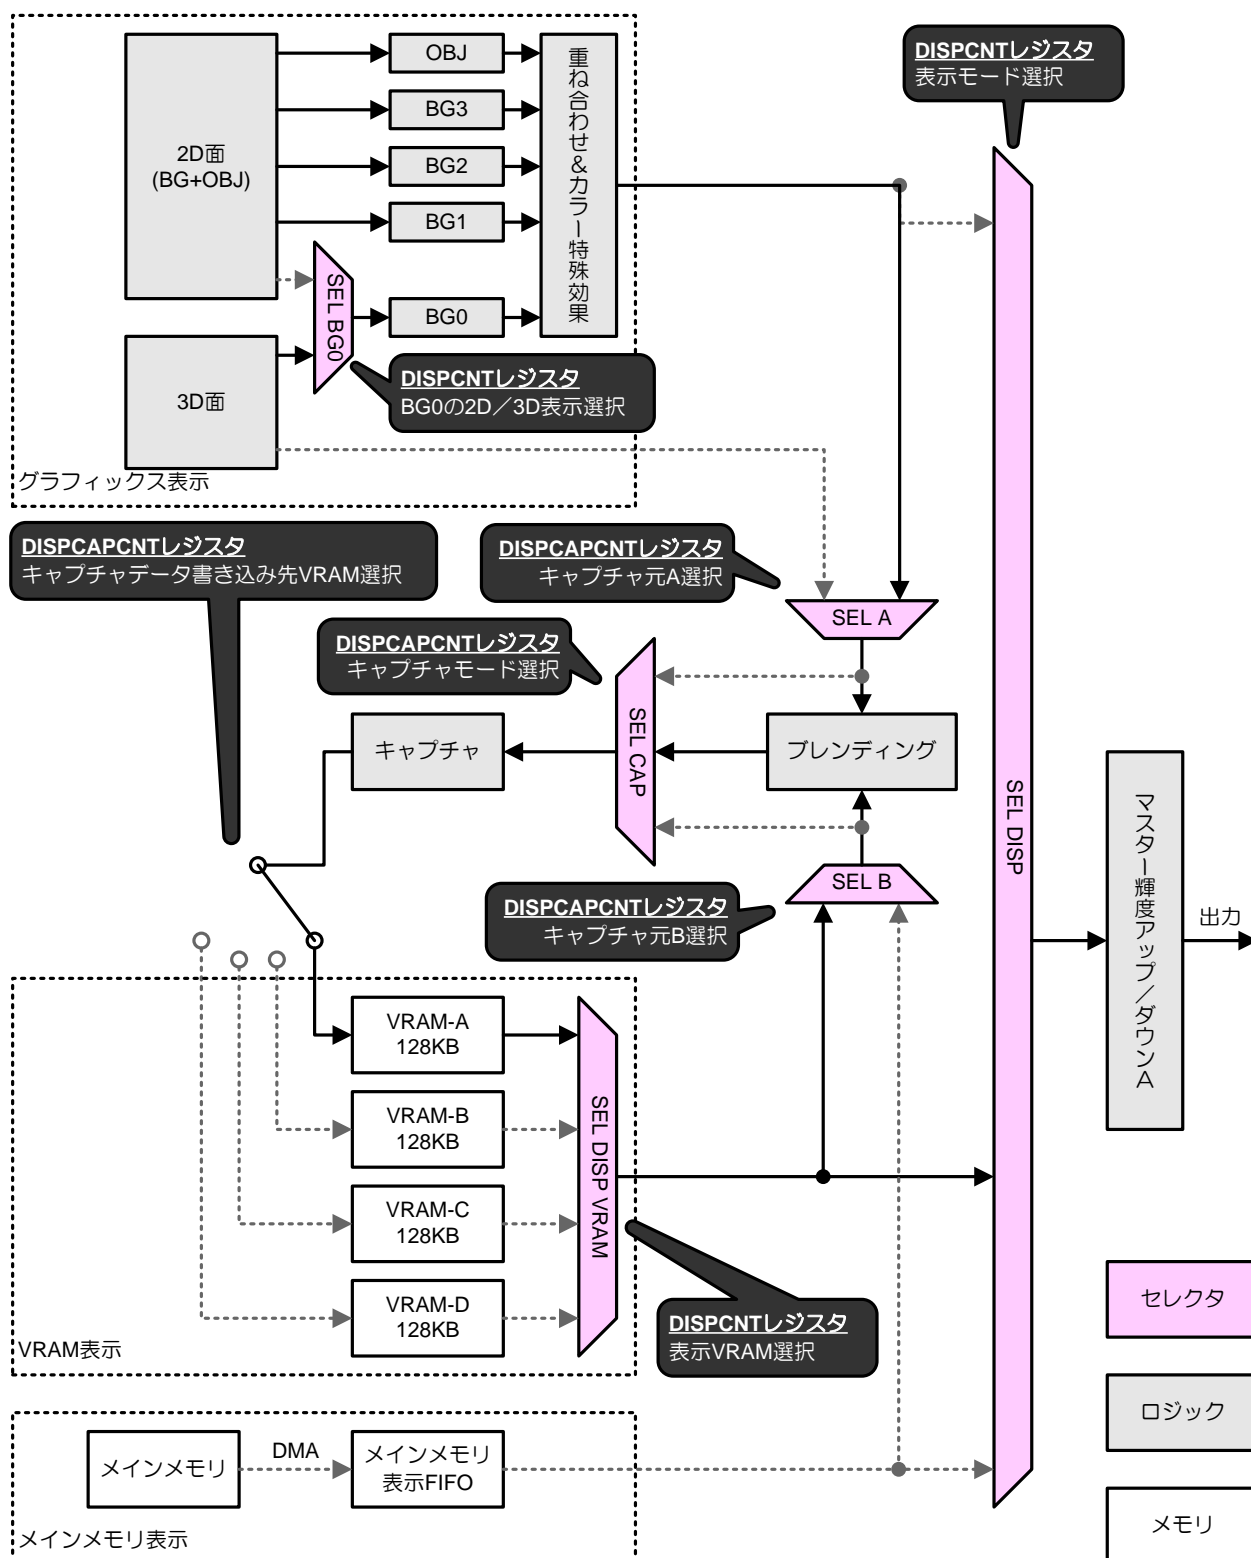 OBJ
BG3
BG2
BG1
BG0
2D面
(BG+OBJ)
3D面
SEL BG0
重ね合わせ&カラー特殊効果
DISPCNTレジスタ
表示モード選択
DISPCNTレジスタ
BG0の2D／3D表示選択
グラフィックス表示
DISPCAPCNTレジスタ
キャプチャデータ書き込み先VRAM選択
DISPCAPCNTレジスタ
キャプチャ元A選択
SEL A
DISPCAPCNTレジスタ
キャプチャモード選択
SEL CAP
キャプチャ
ブレンディング
SEL B
DISPCAPCNTレジスタ
キャプチャ元B選択
SEL DISP
マスター輝度アップ／ダウンA
出力
VRAM-A
128KB
VRAM-B
128KB
VRAM-C
128KB
VRAM-D
128KB
SEL DISP VRAM
VRAM表示
DISPCNTレジスタ
表示VRAM選択
セレクタ
ロジック
メモリ
メインメモリ
DMA
メインメモリ
表示FIFO
メインメモリ表示